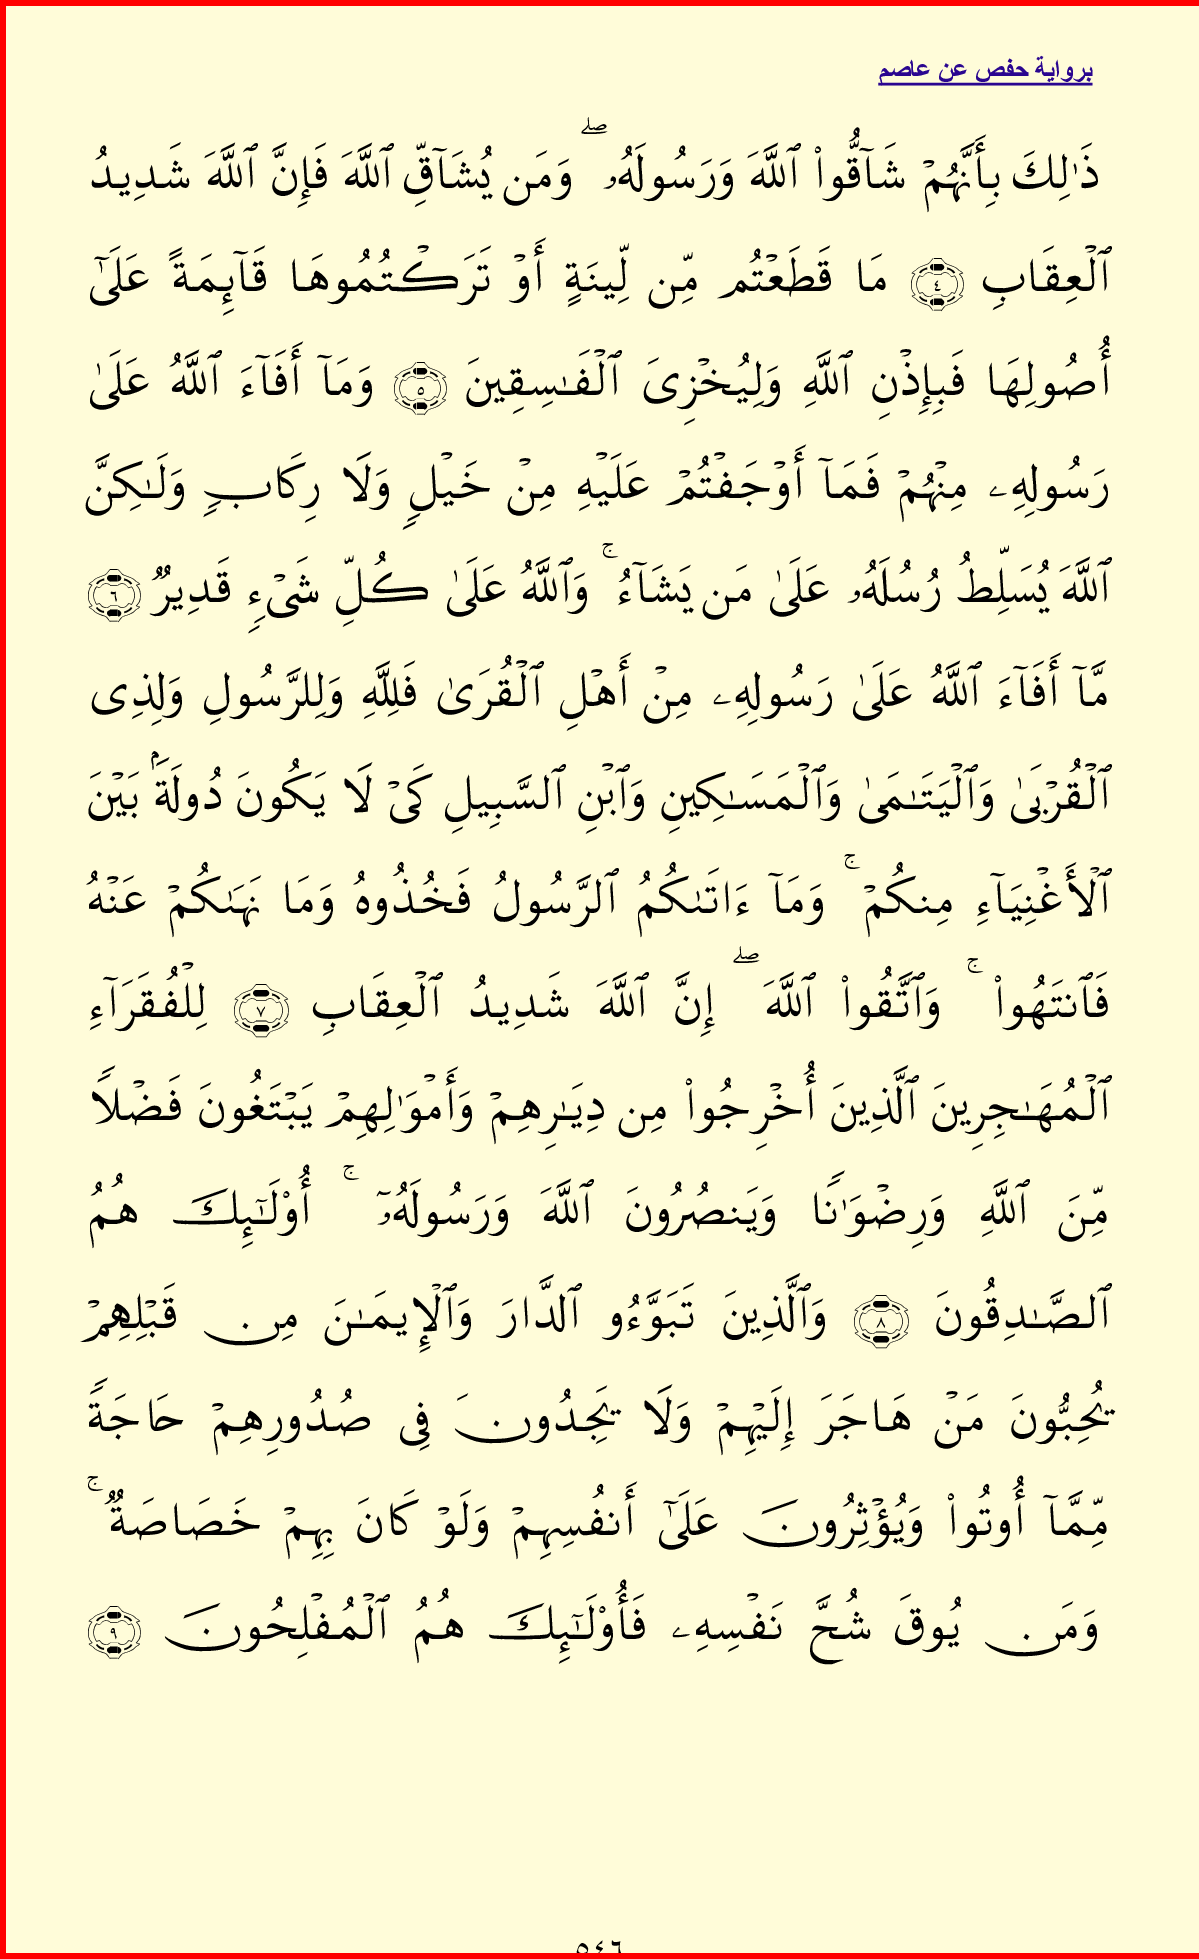 برواية حفص عن عاصم
ذَٰلِكَ بِأَنَّهُمْ شَآقُّوا۟ ٱللَّهَ وَرَسُولَهُۥ ۖ وَمَن يُشَآقِّ ٱللَّهَ فَإِنَّ ٱللَّهَ شَدِيدُ
ٱلْعِقَابِ ٤ مَا قَطَعْتُم مِّن لِّينَةٍ أَوْ تَرَكْتُمُوهَا قَآئِمَةً عَلَىٰٓ
أُصُولِهَا فَبِإِذْنِ ٱللَّهِ وَلِيُخْزِىَ ٱلْفَـٰسِقِينَ ٥ وَمَآ أَفَآءَ ٱللَّهُ عَلَىٰ
رَسُولِهِۦ مِنْهُمْ فَمَآ أَوْجَفْتُمْ عَلَيْهِ مِنْ خَيْلٍ وَلَا رِكَابٍ وَلَـٰكِنَّ
ٱللَّهَ يُسَلِّطُ رُسُلَهُۥ عَلَىٰ مَن يَشَآءُ ۚ وَٱللَّهُ عَلَىٰ كُلِّ شَىْءٍ قَدِيرٌ ٦
مَّآ أَفَآءَ ٱللَّهُ عَلَىٰ رَسُولِهِۦ مِنْ أَهْلِ ٱلْقُرَىٰ فَلِلَّهِ وَلِلرَّسُولِ وَلِذِى
ٱلْقُرْبَىٰ وَٱلْيَتَـٰمَىٰ وَٱلْمَسَـٰكِينِ وَٱبْنِ ٱلسَّبِيلِ كَىْ لَا يَكُونَ دُولَةًۢ بَيْنَ
ٱلْأَغْنِيَآءِ مِنكُمْ ۚ وَمَآ ءَاتَىٰكُمُ ٱلرَّسُولُ فَخُذُوهُ وَمَا نَهَىٰكُمْ عَنْهُ
فَٱنتَهُوا۟ ۚ وَٱتَّقُوا۟ ٱللَّهَ ۖ إِنَّ ٱللَّهَ شَدِيدُ ٱلْعِقَابِ ٧ لِلْفُقَرَآءِ
ٱلْمُهَـٰجِرِينَ ٱلَّذِينَ أُخْرِجُوا۟ مِن دِيَـٰرِهِمْ وَأَمْوَٰلِهِمْ يَبْتَغُونَ فَضْلًا
مِّنَ ٱللَّهِ وَرِضْوَٰنًا وَيَنصُرُونَ ٱللَّهَ وَرَسُولَهُۥٓ ۚ أُو۟لَـٰٓئِكَ هُمُ
ٱلصَّـٰدِقُونَ ٨ وَٱلَّذِينَ تَبَوَّءُو ٱلدَّارَ وَٱلْإِيمَـٰنَ مِن قَبْلِهِمْ
يُحِبُّونَ مَنْ هَاجَرَ إِلَيْهِمْ وَلَا يَجِدُونَ فِى صُدُورِهِمْ حَاجَةً
مِّمَّآ أُوتُوا۟ وَيُؤْثِرُونَ عَلَىٰٓ أَنفُسِهِمْ وَلَوْ كَانَ بِهِمْ خَصَاصَةٌ ۚ
وَمَن يُوقَ شُحَّ نَفْسِهِۦ فَأُو۟لَـٰٓئِكَ هُمُ ٱلْمُفْلِحُونَ ٩
٥٤٦